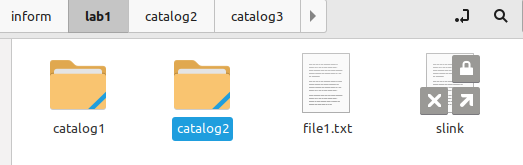 inform lab1 catalog2 catalog3
catalog1 catalog2 file1.txt slink